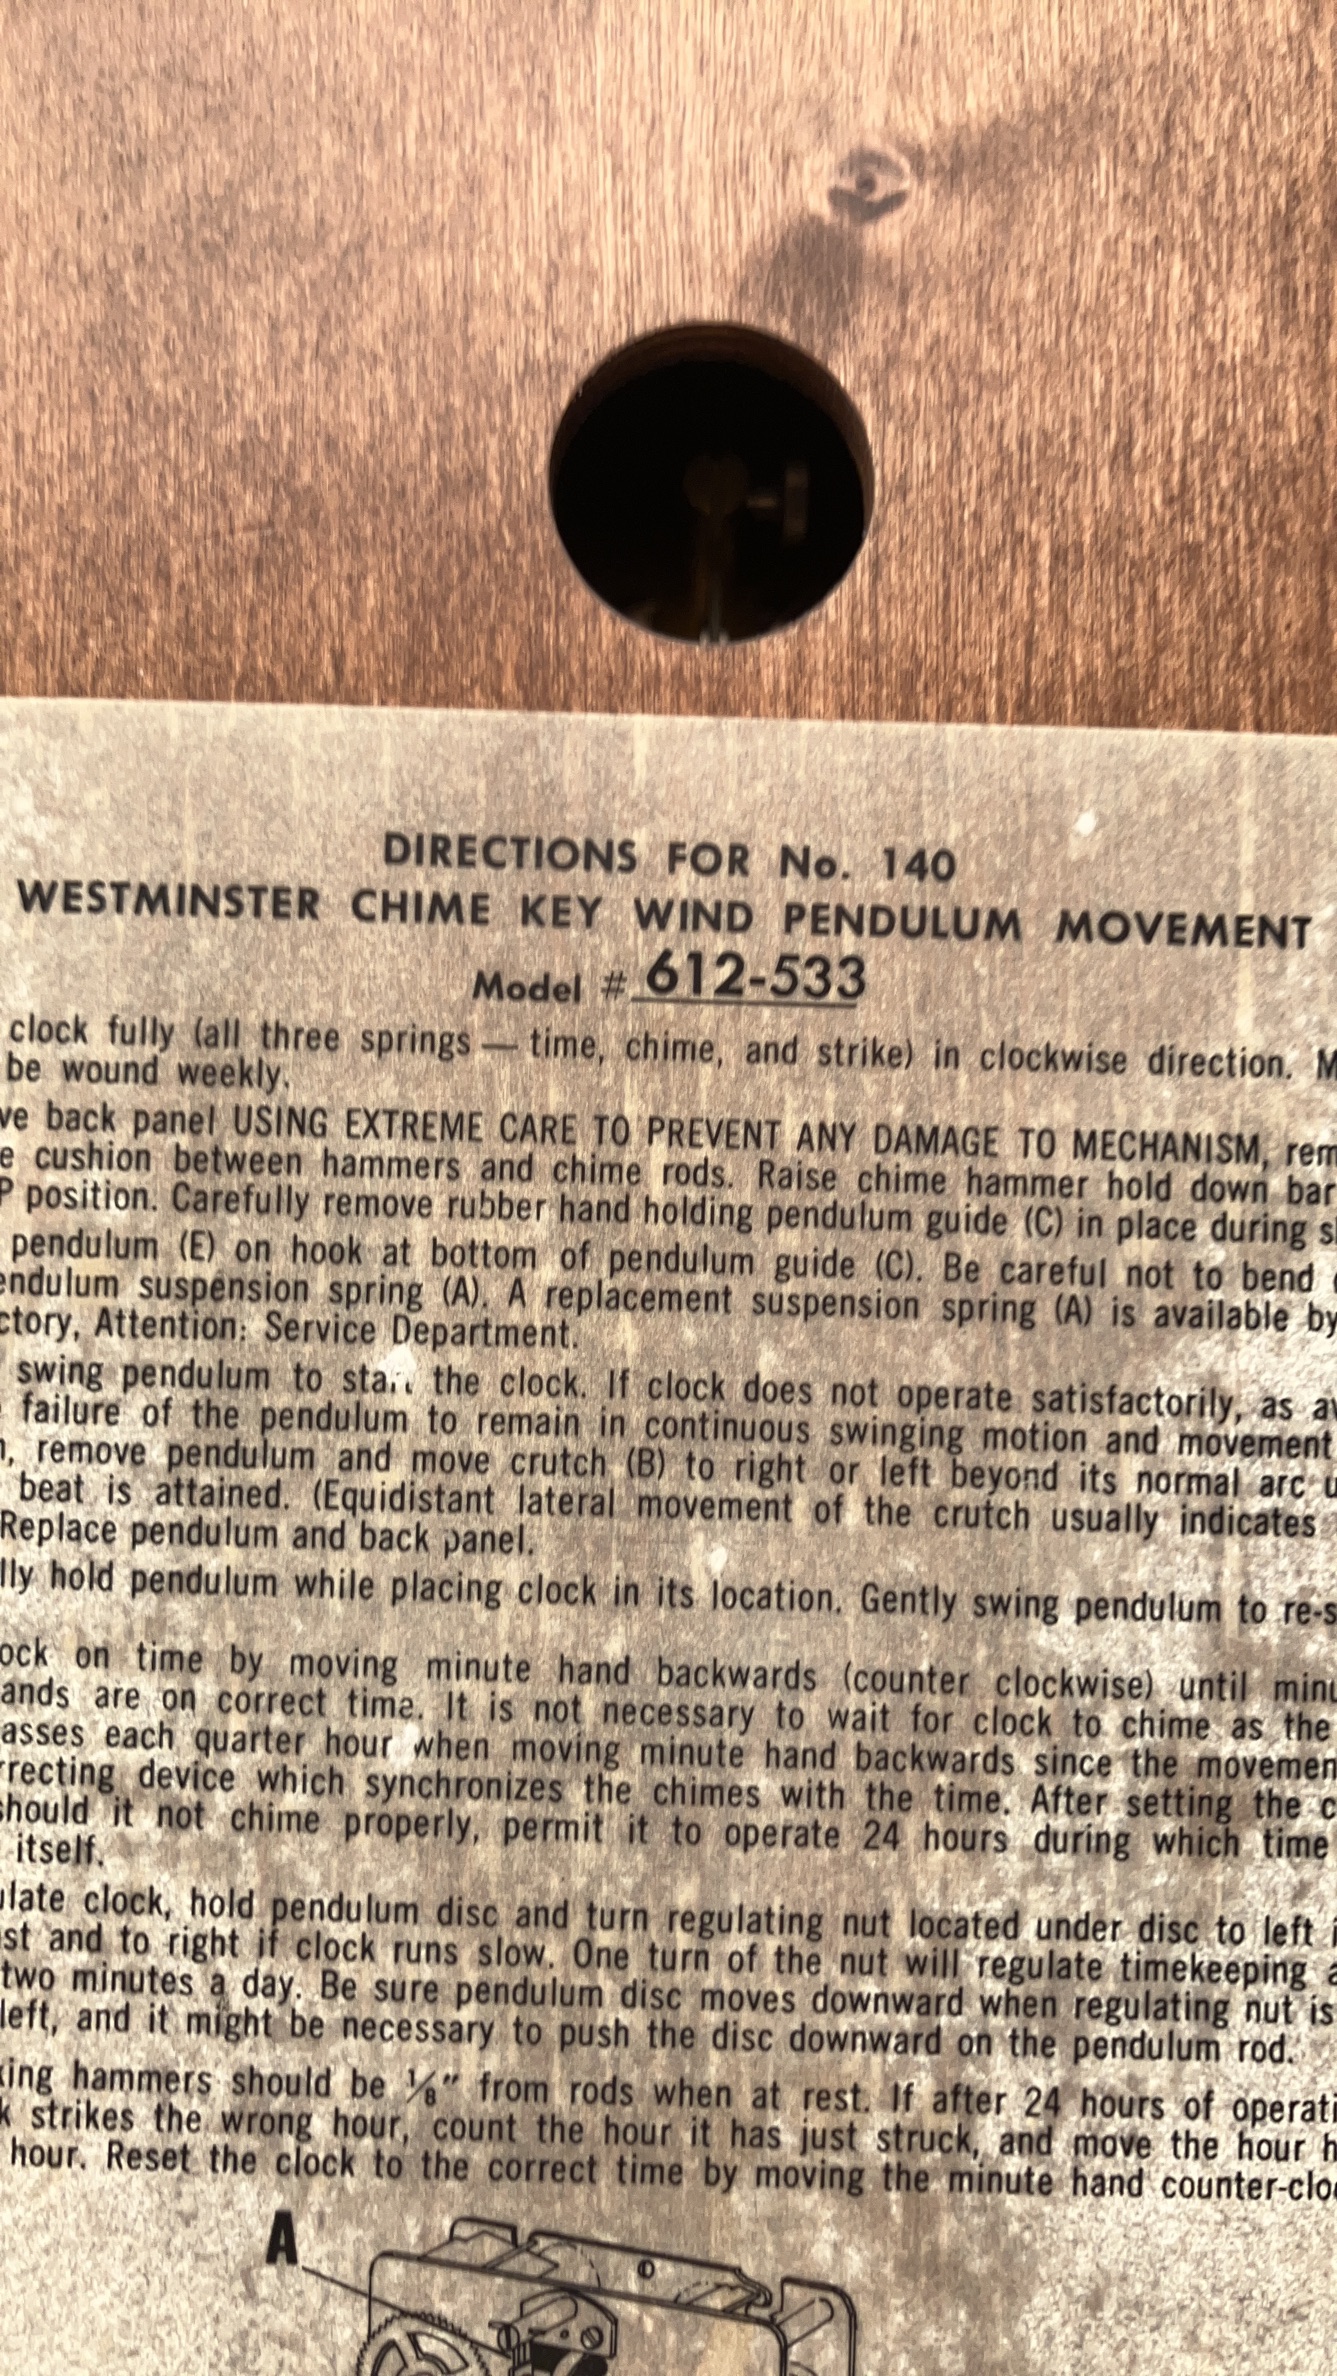 DIRECTIONS FOR No. 140
WESTMINSTER CHIME KEY WIND PENDULUM MOVEMENT
Model # 612-533
clock fully (all three springs — time, chime, and strike) in clockwise direction. M
be wound weekly.
ve back panel USING EXTREME CARE TO PREVENT ANY DAMAGE TO MECHANISM, rem
e cushion between hammers and chime rods. Raise chime hammer hold down bar
P position. Carefully remove rubber hand holding pendulum guide (C) in place during s
pendulum (E) on hook at bottom of pendulum guide (C). Be careful not to bend
endulum suspension spring (A). A replacement suspension spring (A) is available by
ctory, Attention: Service Department.
swing pendulum to sta the clock. If clock does not operate satisfactorily, as a
failure of the pendulum to remain in continuous swinging motion and movement
, remove pendulum and move crutch (B) to right or left beyond its normal arc u
beat is attained. (Equidistant lateral movement of the crutch usually indicates
Replace pendulum and back panel.
lly hold pendulum while placing clock in its location. Gently swing pendulum to re-s
ock on time by moving minute hand backwards (counter clockwise) until minu
ands are on correct time. It is not necessary to wait for clock to chime as the
asses each quarter hour when moving minute hand backwards since the movemen
rrecting device which synchronizes the chimes with the time. After setting the c
should it not chime properly, permit it to operate 24 hours during which time
itself.
ulate clock, hold pendulum disc and turn regulating nut located under disc to left i
st and to right if clock runs slow. One turn of the nut will regulate timekeeping a
two minutes a day. Be sure pendulum disc moves downward when regulating nut is
left, and it might be necessary to push the disc downward on the pendulum rod.
king hammers should be ⅛" from rods when at rest. If after 24 hours of operati
k strikes the wrong hour, count the hour it has just struck, and move the hour h
hour. Reset the clock to the correct time by moving the minute hand counter-clo
A